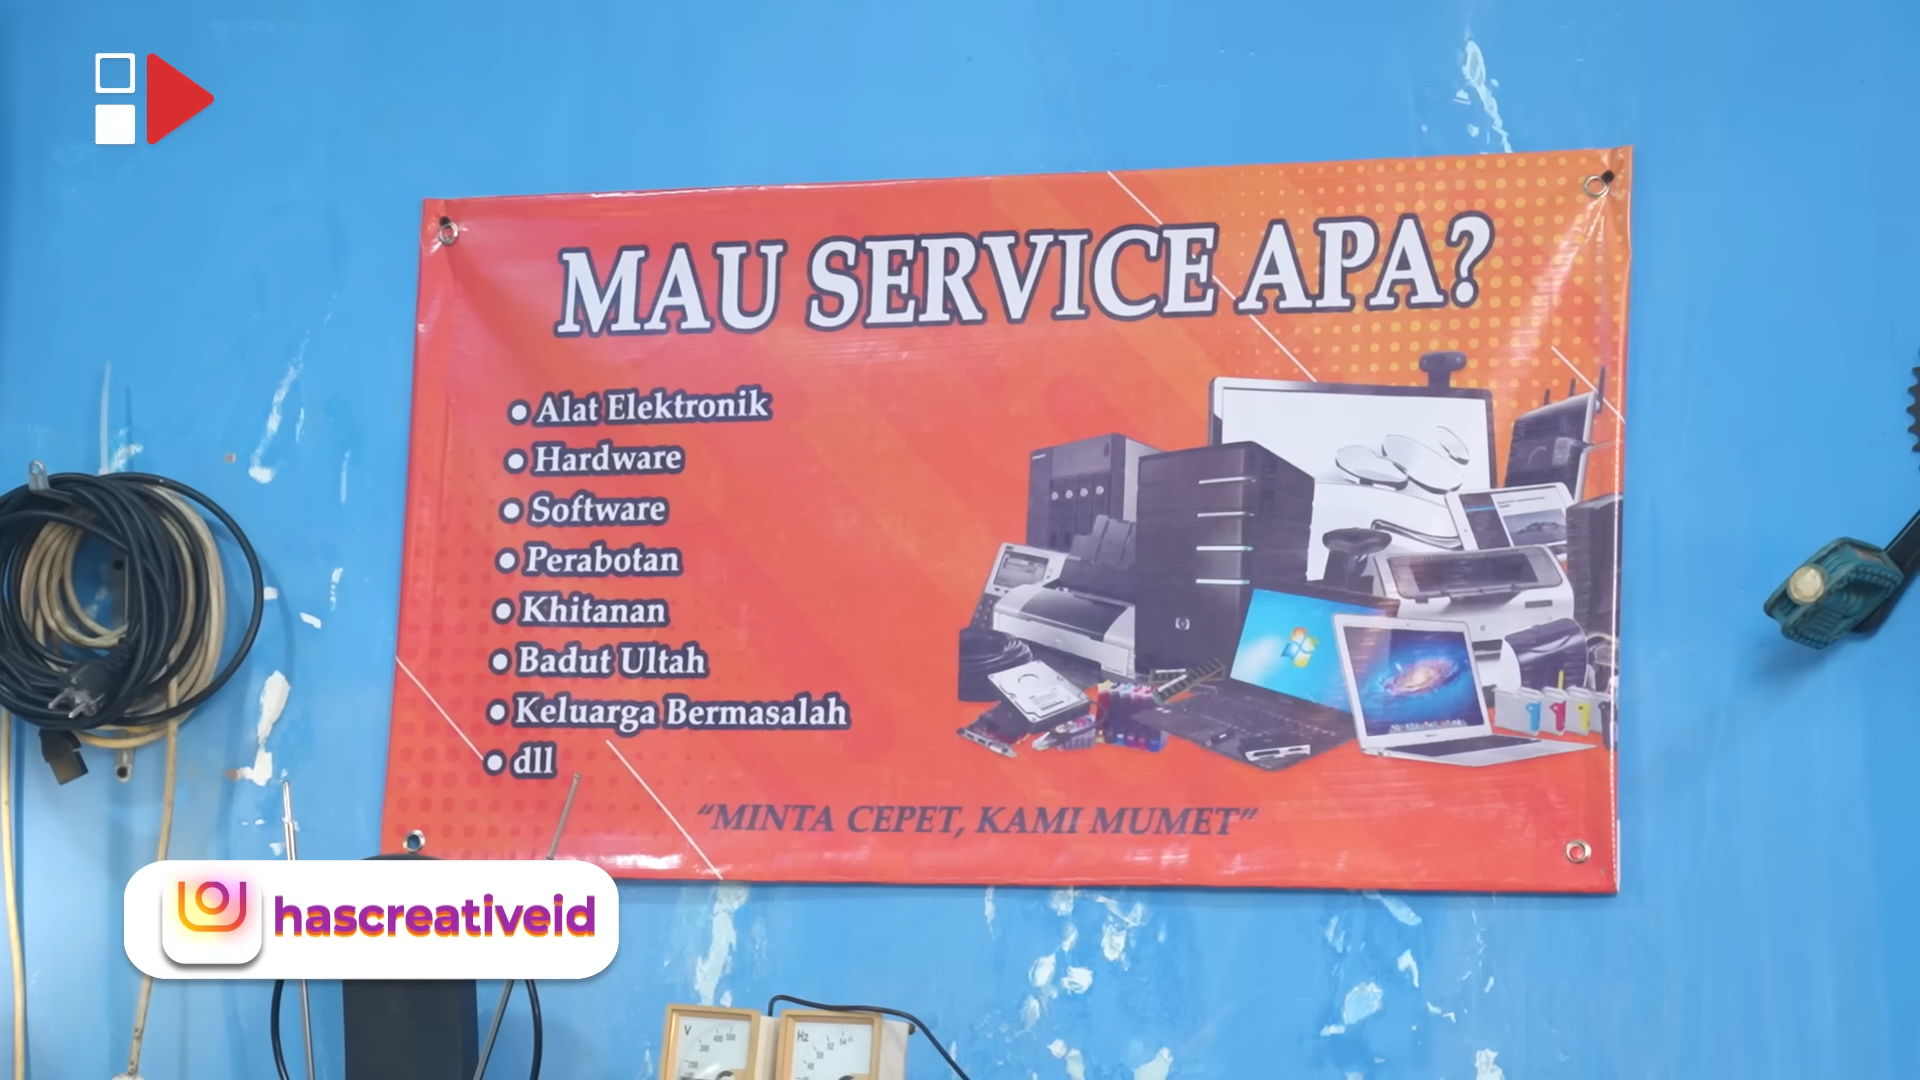 MAU SERVICE APA?
• Alat Elektronik
• Hardware
• Software
• Perabotan
• Khitanan
• Badut Ultah
• Keluarga Bermasalah
• dll
"MINTA CEPET, KAMI MUMET"
hascreativeid
V
Hz